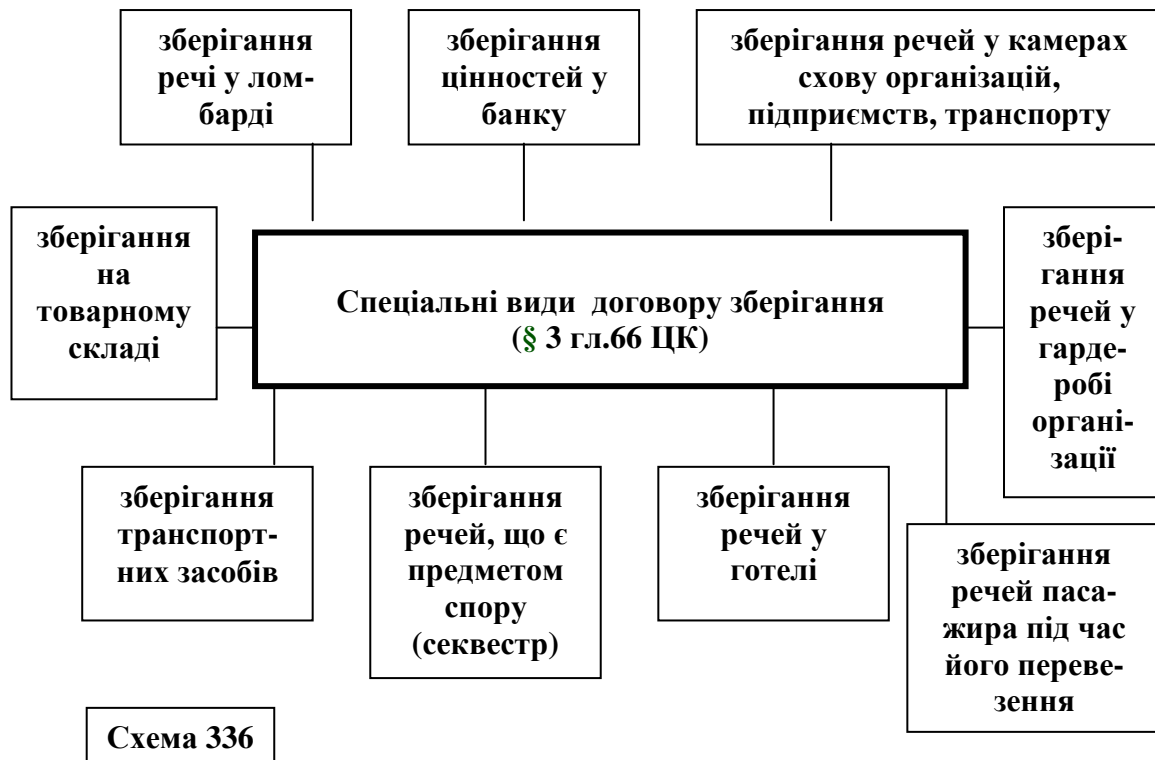 зберігання
речі у лом-
барді
зберігання
цінностей у
банку
зберігання речей у камерах
схову організацій,
підприємств, транспорту
зберігання
на
товарному
складі
Спеціальні види  договору зберігання
(§ 3 гл.66 ЦК)
збері-
гання
речей у
гарде-
робі
органі-
зації
зберігання
транспорт-
них засобів
зберігання
речей, що є
предметом
спору
(секвестр)
зберігання
речей у
готелі
зберігання
речей паса-
жира під час
його переве-
зення
Схема 336